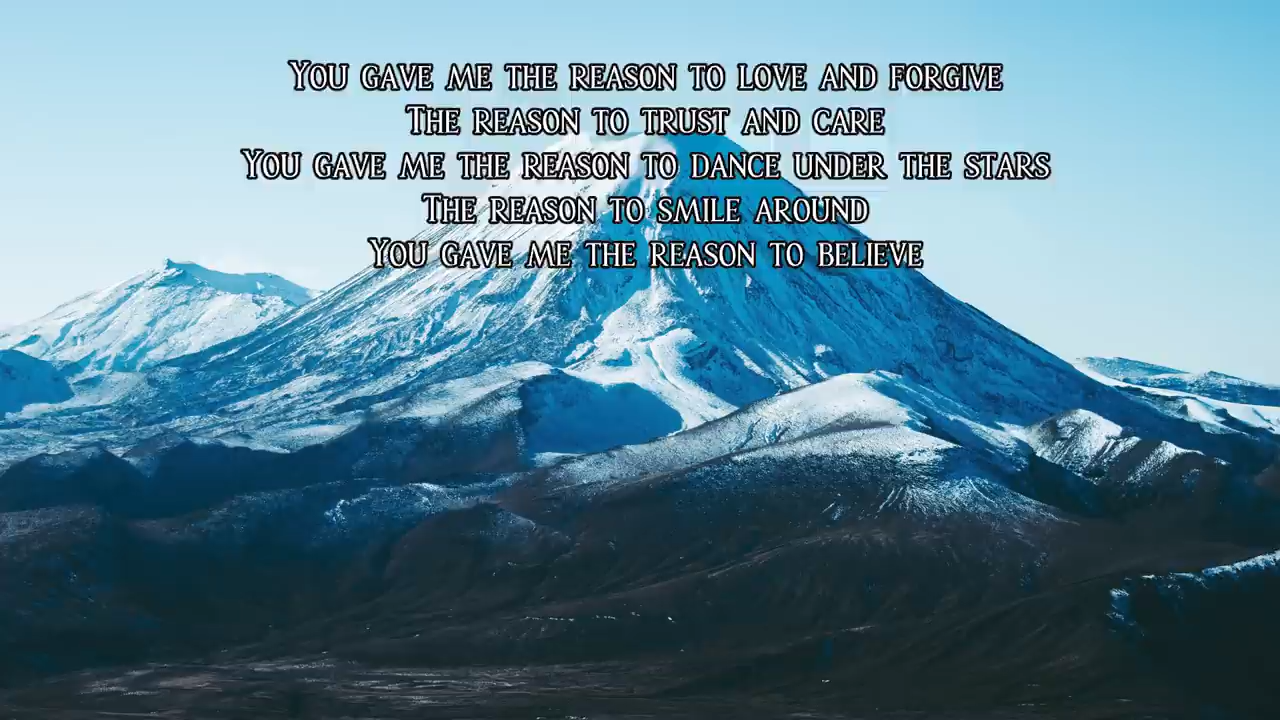 You gave me the reason to love and forgive
The reason to trust and care
You gave me the reason to dance under the stars
The reason to smile around
You gave me the reason to believe